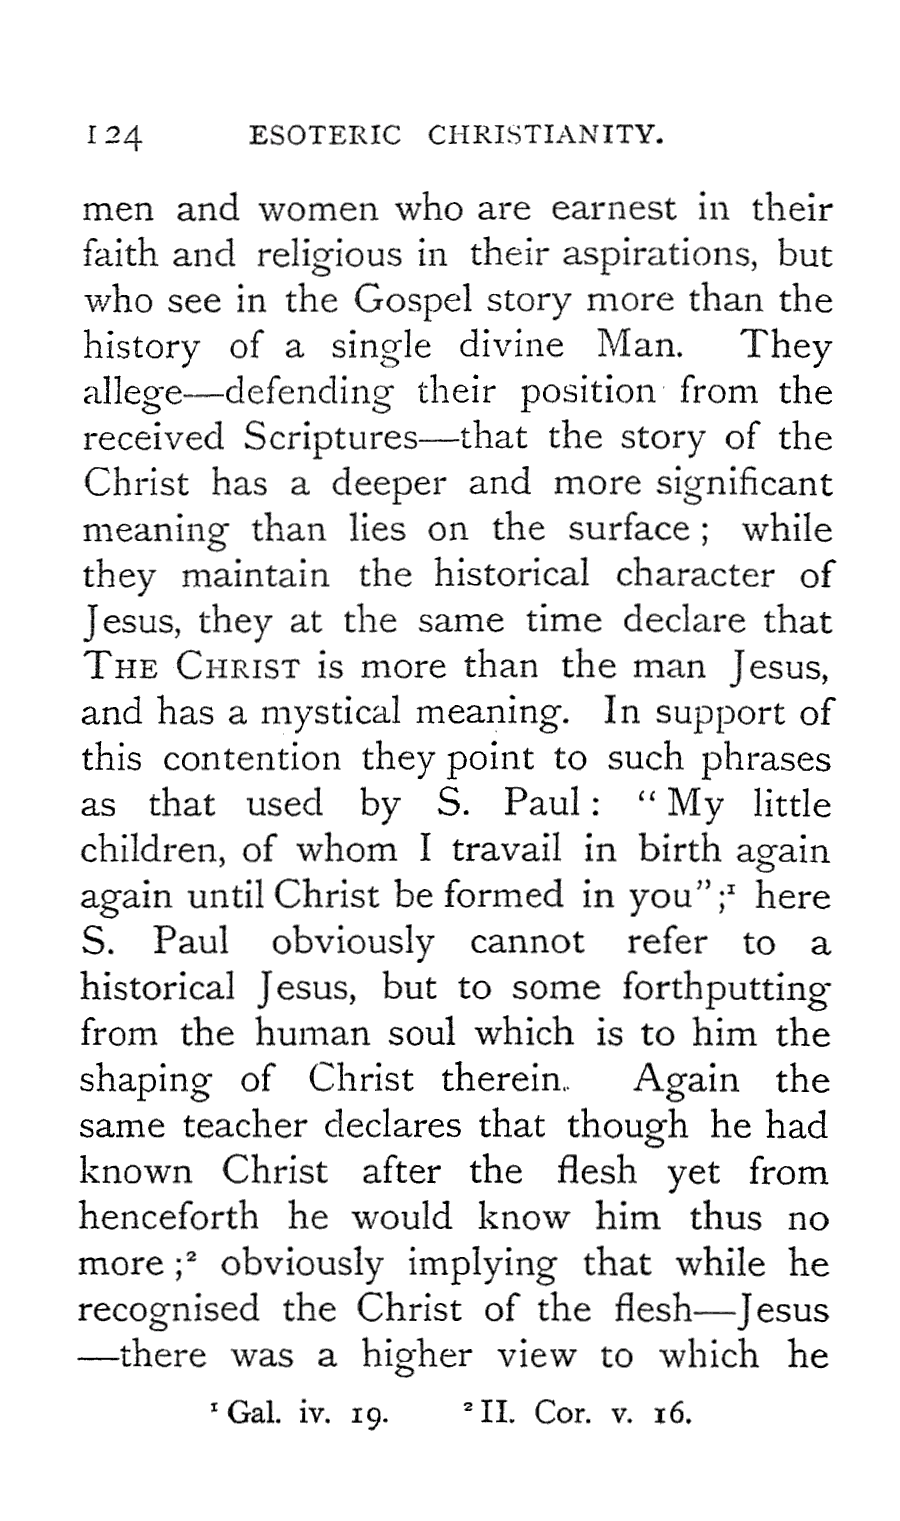 124 ESOTERIC CHRISTIANITY.
men and women who are earnest in their
faith and religious in their aspirations, but
who see in the Gospel story more than the
history of a single divine Man. They
allege—defending their position from the
received Scriptures—that the story of the
Christ has a deeper and more significant
meaning than lies on the surface; while
they maintain the historical character of
Jesus, they at the same time declare that
THE CHRIST is more than the man Jesus,
and has a mystical meaning. In support of
this contention they point to such phrases
as that used by S. Paul: “My little
children, of whom I travail in birth again
again until Christ be formed in you”;¹ here
S. Paul obviously cannot refer to a
historical Jesus, but to some forthputting
from the human soul which is to him the
shaping of Christ therein. Again the
same teacher declares that though he had
known Christ after the flesh yet from
henceforth he would know him thus no
more;² obviously implying that while he
recognised the Christ of the flesh—Jesus
—there was a higher view to which he
¹ Gal. iv. 19. ² II. Cor. v. 16.